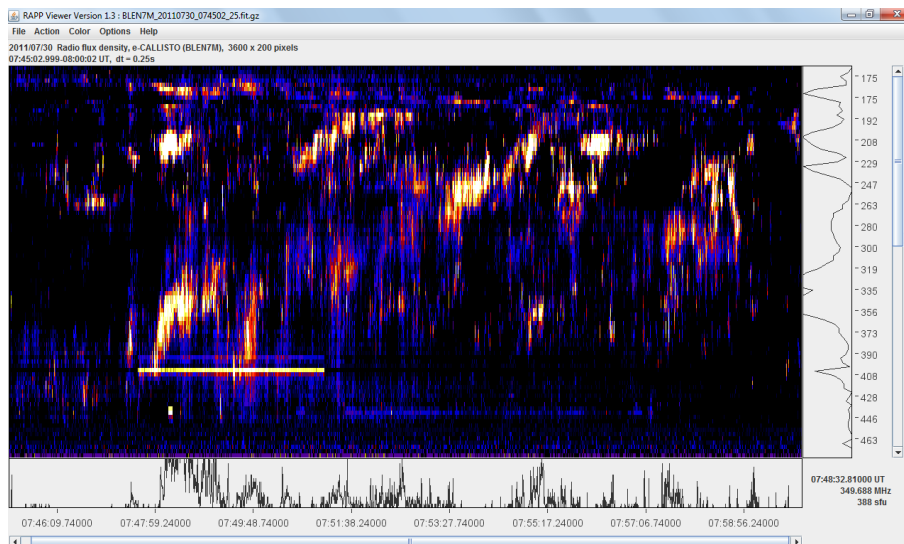 RAPP Viewer Version 1.3 : BLEN7M_20110730_074502_25.fit.gz
File Action Color Options Help
2011/07/30 Radio flux density, e-CALLISTO (BLEN7M), 3600 x 200 pixels
07:45:02.999-08:00:02 UT, dt = 0.25s
175
175
192
208
229
247
263
280
300
319
335
356
373
390
408
428
446
463
07:48:32.81000 UT
349.688 MHz
388 sfu
07:46:09.74000 07:47:59.24000 07:49:48.74000 07:51:38.24000 07:53:27.74000 07:55:17.24000 07:57:06.74000 07:58:56.24000